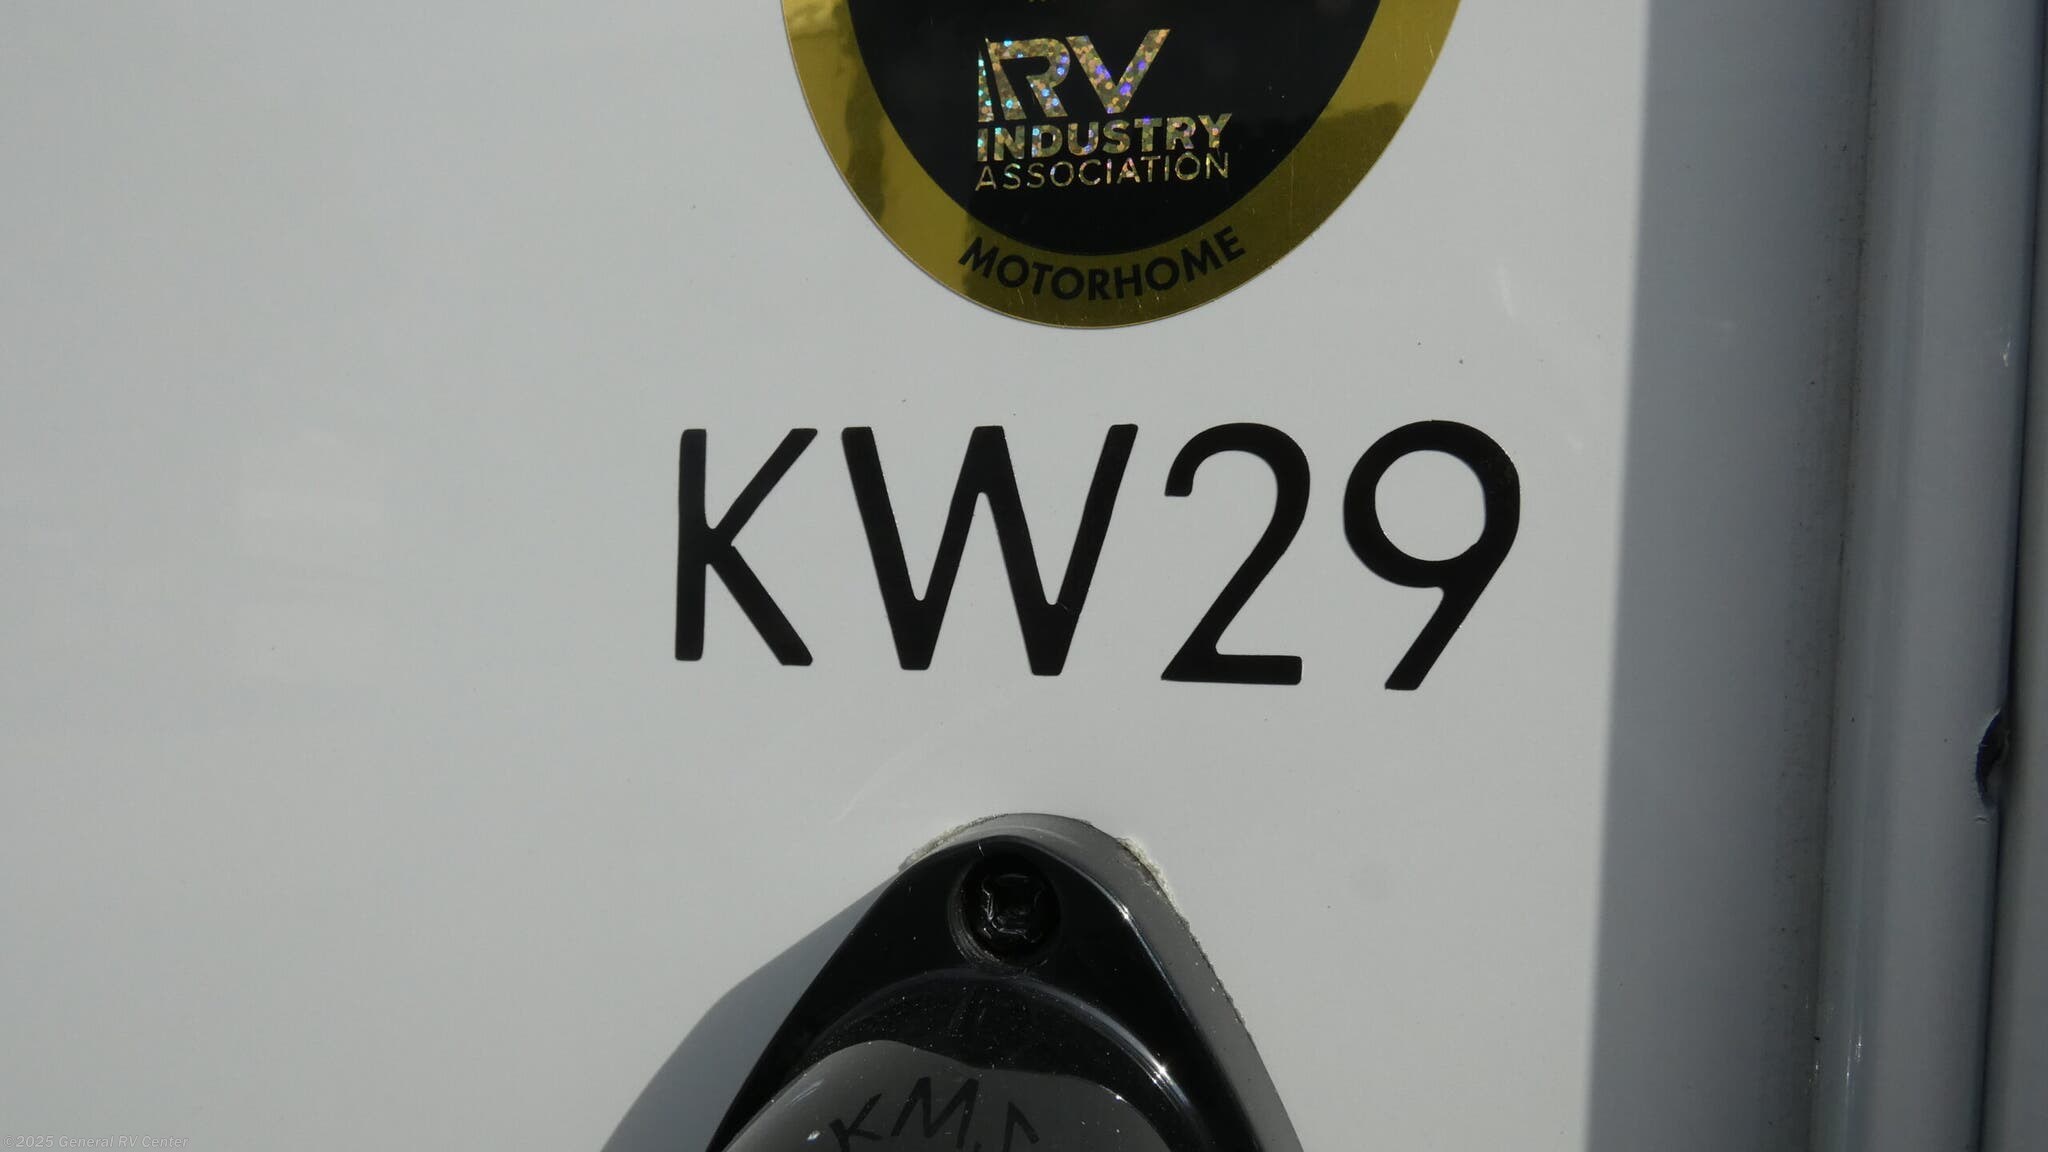 RV
INDUSTRY
ASSOCIATION
MOTORHOME
KW29
©2025 General RV Center